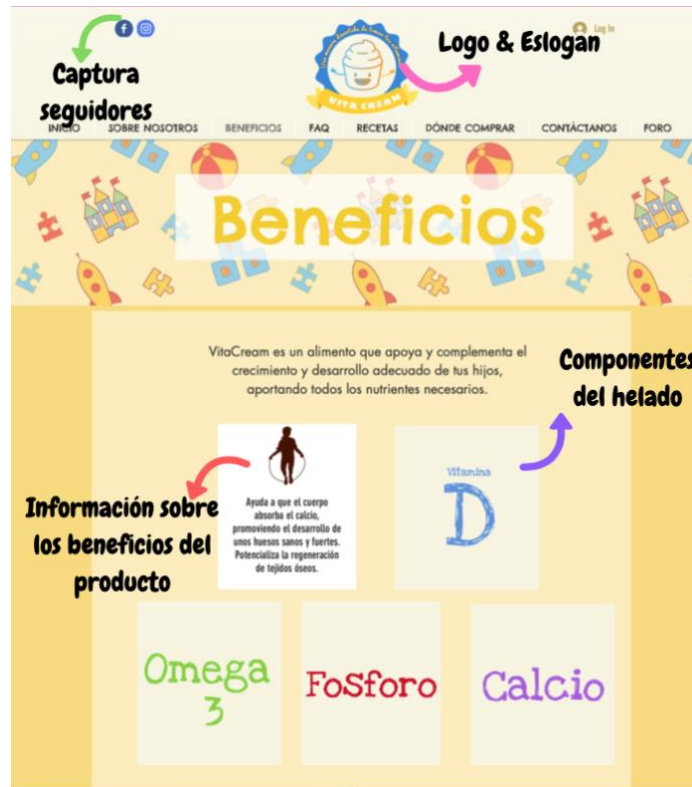 Log In
Logo & Eslogan
Captura
seguidores
VITA CREAM
INICIO SOBRE NOSOTROS BENEFICIOS FAQ RECETAS DÓNDE COMPRAR CONTÁCTANOS FORO
Beneficios
VitaCream es un alimento que apoya y complementa el
crecimiento y desarrollo adecuado de tus hijos,
aportando todos los nutrientes necesarios.
Componentes
del helado
Ayuda a que el cuerpo
absorba el calcio,
promoviendo el desarrollo de
unos huesos sanos y fuertes.
Potencializa la regeneración
de tejidos óseos.
Vitamina
D
Información sobre
los beneficios del
producto
Omega
3
Fosforo
Calcio